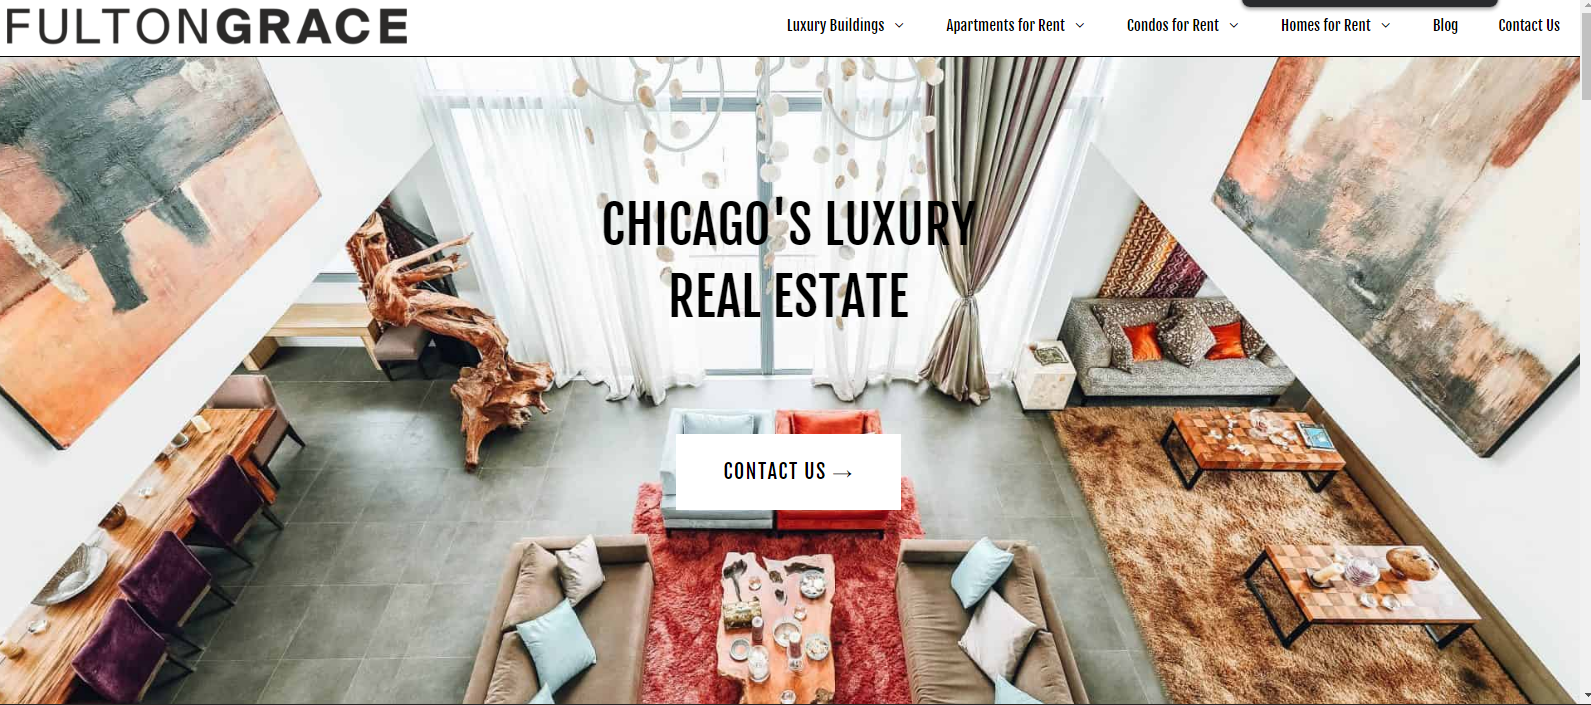 FULTONGRACE
Luxury Buildings Apartments for Rent Condos for Rent Homes for Rent Blog Contact Us
CHICAGO'S LUXURY
REAL ESTATE
CONTACT US →